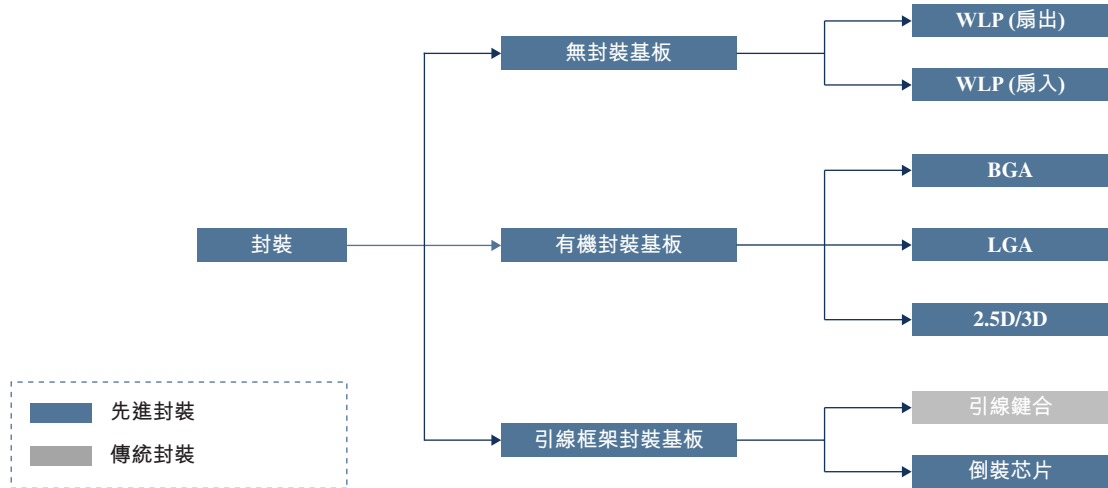 封裝
無封裝基板
WLP (扇出)
WLP (扇入)
有機封裝基板
BGA
LGA
2.5D/3D
引線框架封裝基板
引線鍵合
倒裝芯片
先進封裝
傳統封裝